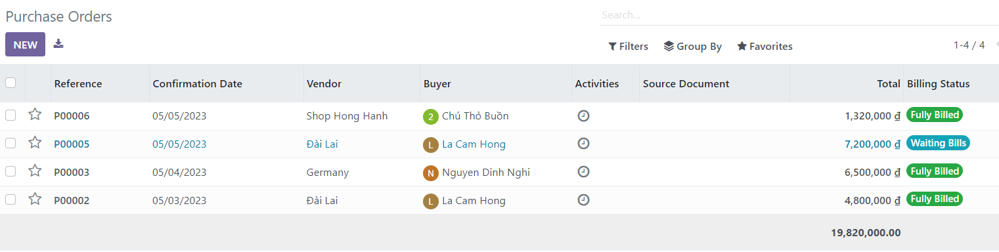 Purchase Orders
Search...
NEW
Filters Group By Favorites 1-4 / 4
Reference Confirmation Date Vendor Buyer Activities Source Document Total Billing Status
P00006 05/05/2023 Shop Hong Hanh 2 Chú Thỏ Buồn 1,320,000 ₫ Fully Billed
P00005 05/05/2023 Đài Lai L La Cam Hong 7,200,000 ₫ Waiting Bills
P00003 05/04/2023 Germany N Nguyen Dinh Nghi 6,500,000 ₫ Fully Billed
P00002 05/03/2023 Đài Lai L La Cam Hong 4,800,000 ₫ Fully Billed
19,820,000.00